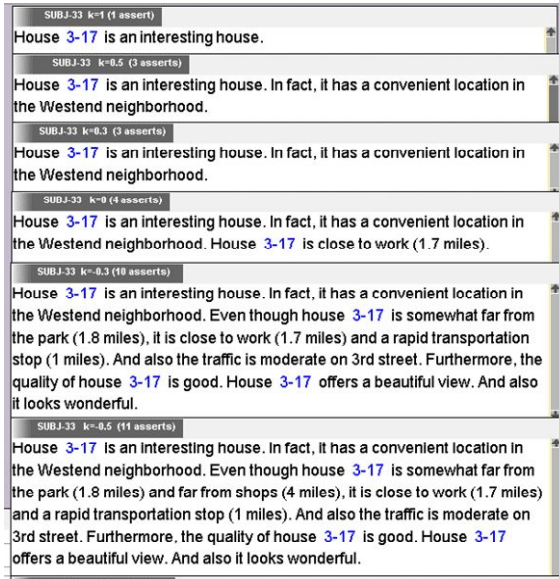 SUBJ-33 k=1 (1 assert)
House 3-17 is an interesting house.
SUBJ-33 k=0.5 (3 asserts)
House 3-17 is an interesting house. In fact, it has a convenient location in
the Westend neighborhood.
SUBJ-33 k=0.3 (3 asserts)
House 3-17 is an interesting house. In fact, it has a convenient location in
the Westend neighborhood.
SUBJ-33 k=0 (4 asserts)
House 3-17 is an interesting house. In fact, it has a convenient location in
the Westend neighborhood. House 3-17 is close to work (1.7 miles).
SUBJ-33 k=-0.3 (10 asserts)
House 3-17 is an interesting house. In fact, it has a convenient location in
the Westend neighborhood. Even though house 3-17 is somewhat far from
the park (1.8 miles), it is close to work (1.7 miles) and a rapid transportation
stop (1 miles). And also the traffic is moderate on 3rd street. Furthermore, the
quality of house 3-17 is good. House 3-17 offers a beautiful view. And also
it looks wonderful.
SUBJ-33 k=-0.5 (11 asserts)
House 3-17 is an interesting house. In fact, it has a convenient location in
the Westend neighborhood. Even though house 3-17 is somewhat far from
the park (1.8 miles) and far from shops (4 miles), it is close to work (1.7 miles)
and a rapid transportation stop (1 miles). And also the traffic is moderate on
3rd street. Furthermore, the quality of house 3-17 is good. House 3-17
offers a beautiful view. And also it looks wonderful.